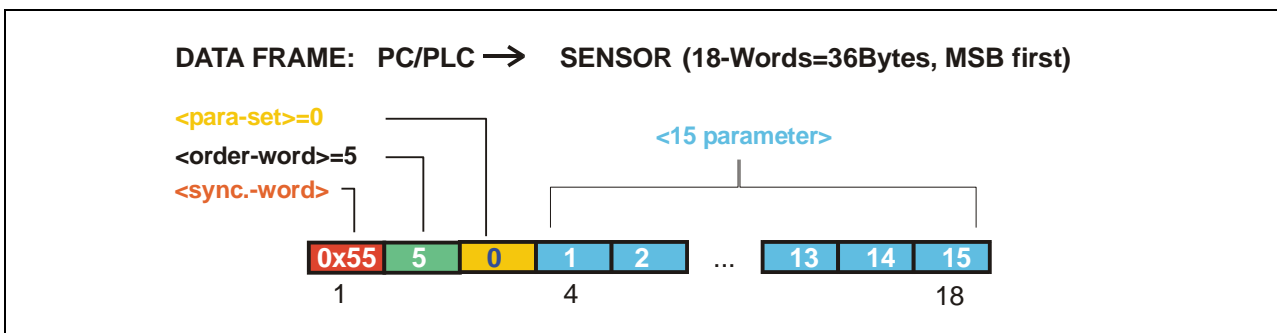 DATA FRAME: PC/PLC → SENSOR (18-Words=36Bytes, MSB first)
<para-set>=0
<15 parameter>
<order-word>=5
<sync.-word>
0x55 5 0 1 2 ... 13 14 15
1 4 18